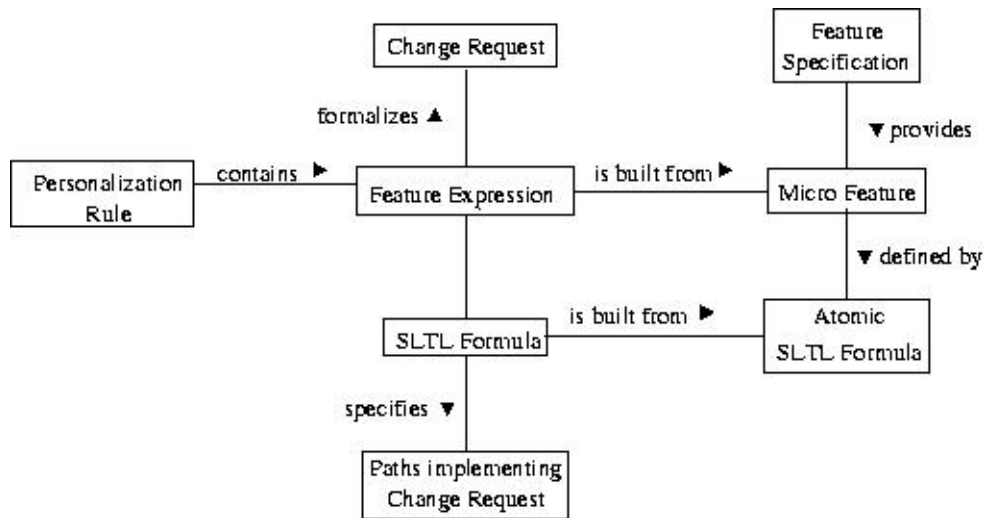 Change Request
Feature
Specification
formalizes ▲
▼ provides
Personalization
Rule
contains ►
Feature Expression
is built from ►
Micro Feature
▼ defined by
SLTL Formula
is built from ►
Atomic
SLTL Formula
specifies ▼
Paths implementing
Change Request